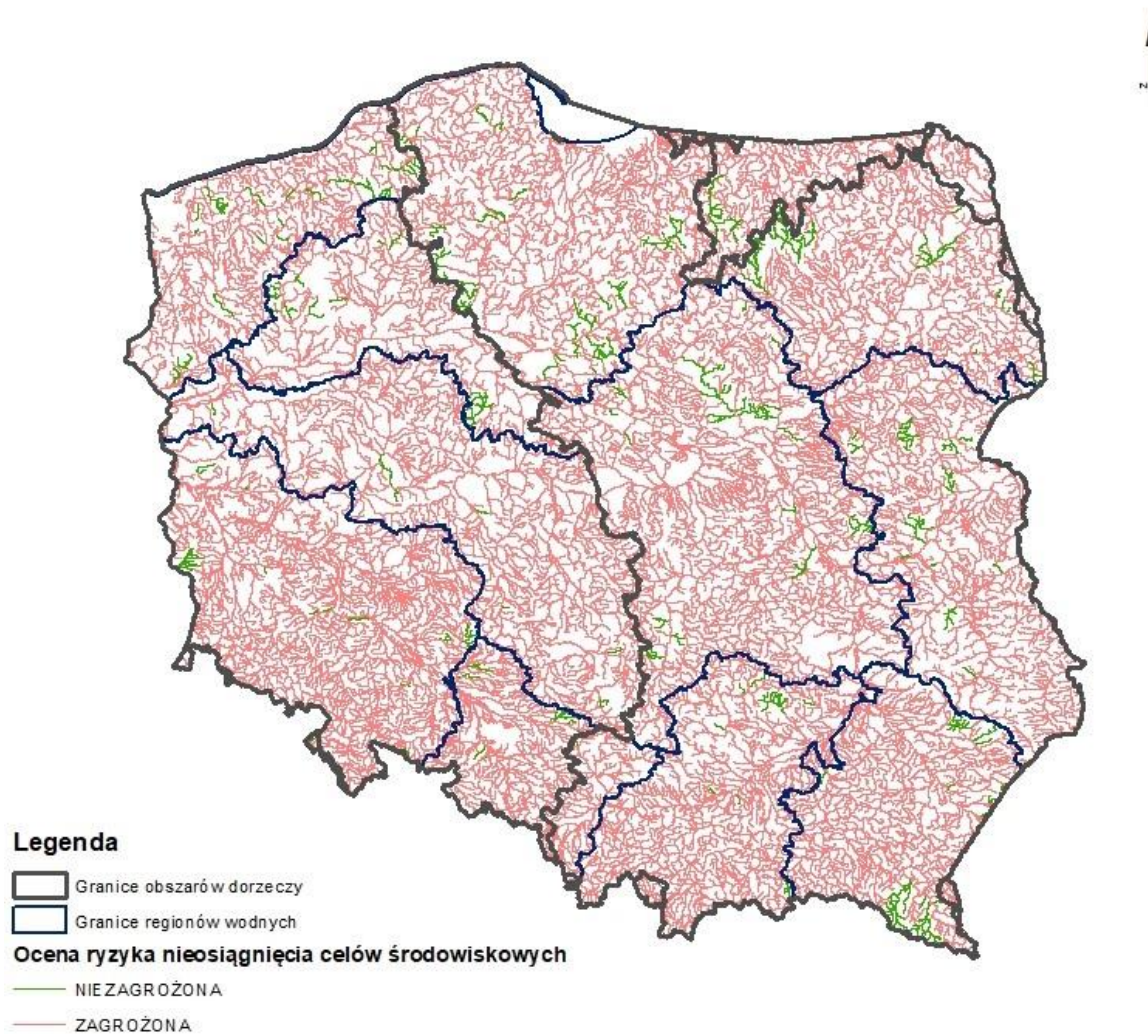 Legenda
Granice obszarów dorzeczy
Granice regionów wodnych
Ocena ryzyka nieosiągnięcia celów środowiskowych
NIEZAGROŻONA
ZAGROŻONA